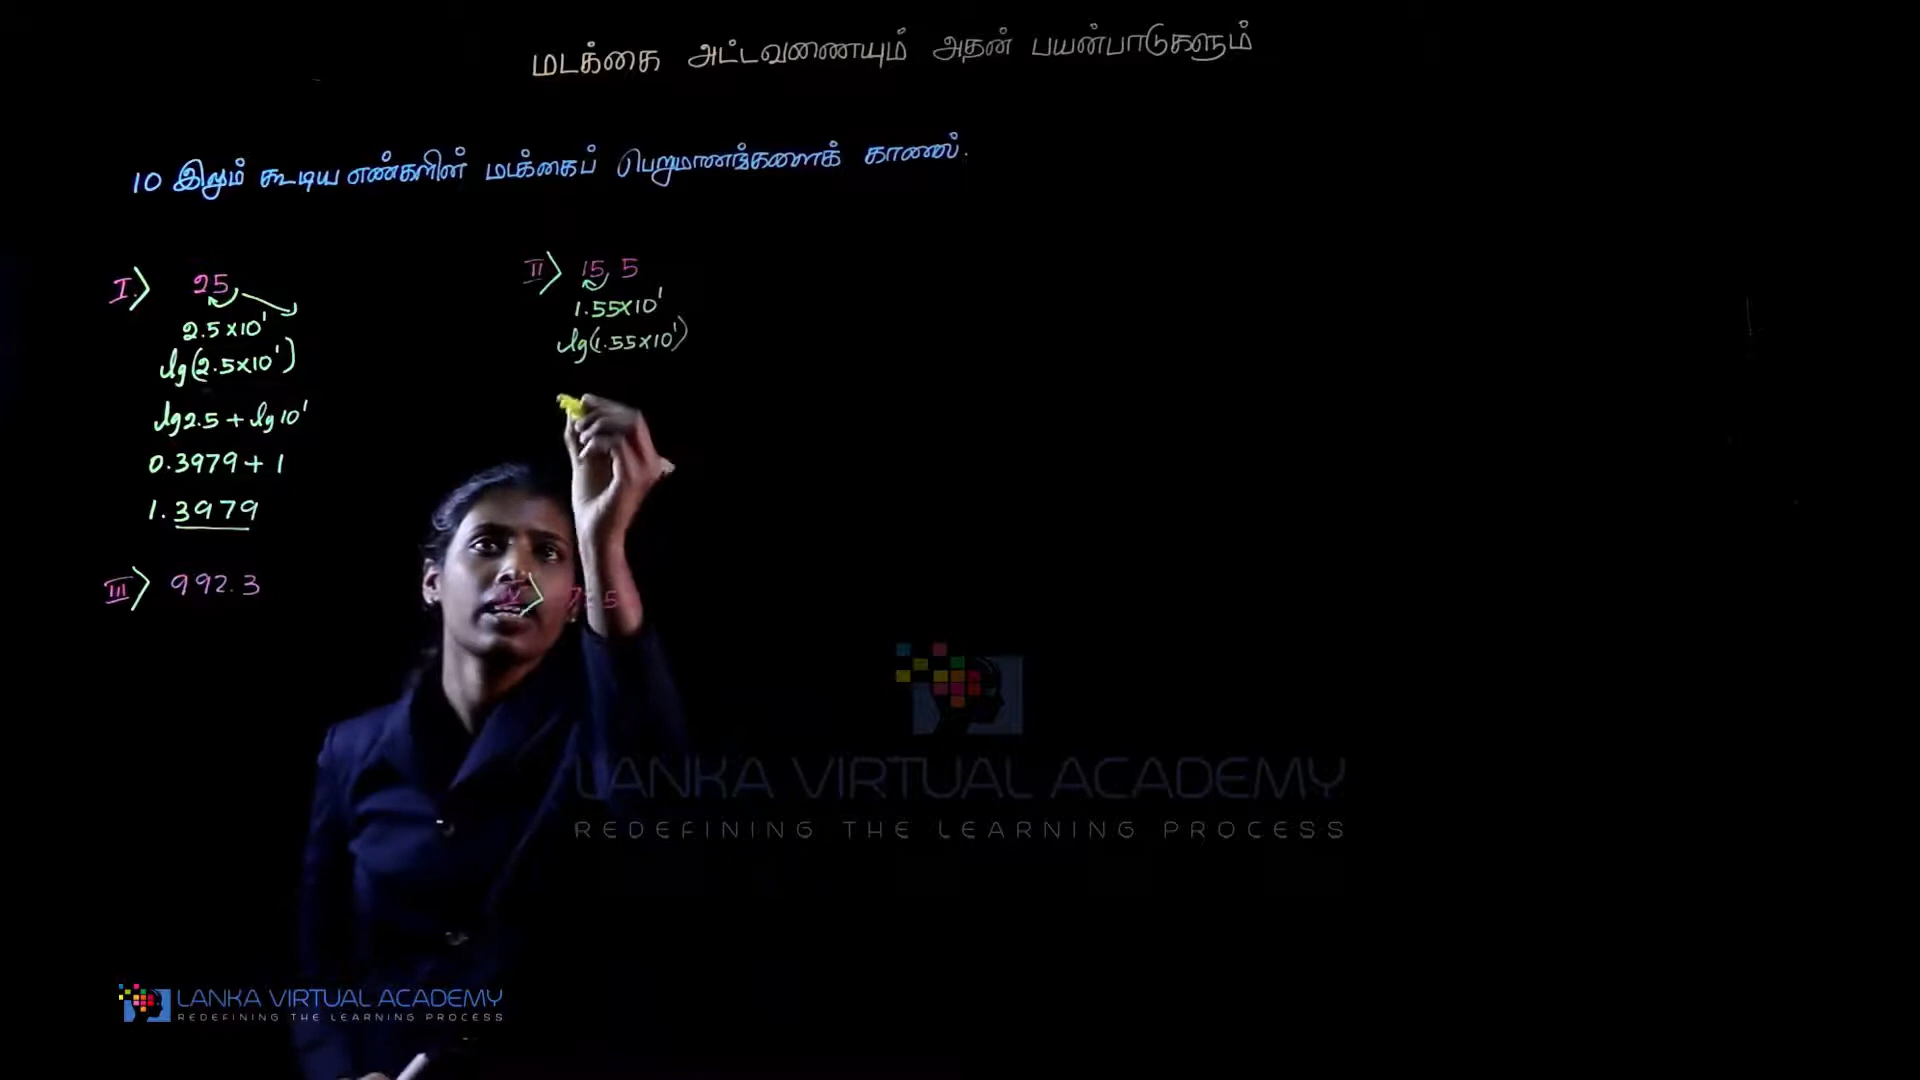 மடக்கை அட்டவணையும் அதன் பயன்பாடுகளும்
10 இலும் கூடிய எண்களின் மடக்கைப் பெறுமானங்களைக் காணல்.
I.> 25
2.5×10¹
lg(2.5×10¹)
lg2.5 + lg10¹
0.3979 + 1
1.3979
II> 15.5
1.55×10¹
lg(1.55×10¹)
III> 992.3
LANKA VIRTUAL ACADEMY
REDEFINING THE LEARNING PROCESS
LANKA VIRTUAL ACADEMY
REDEFINING THE LEARNING PROCESS